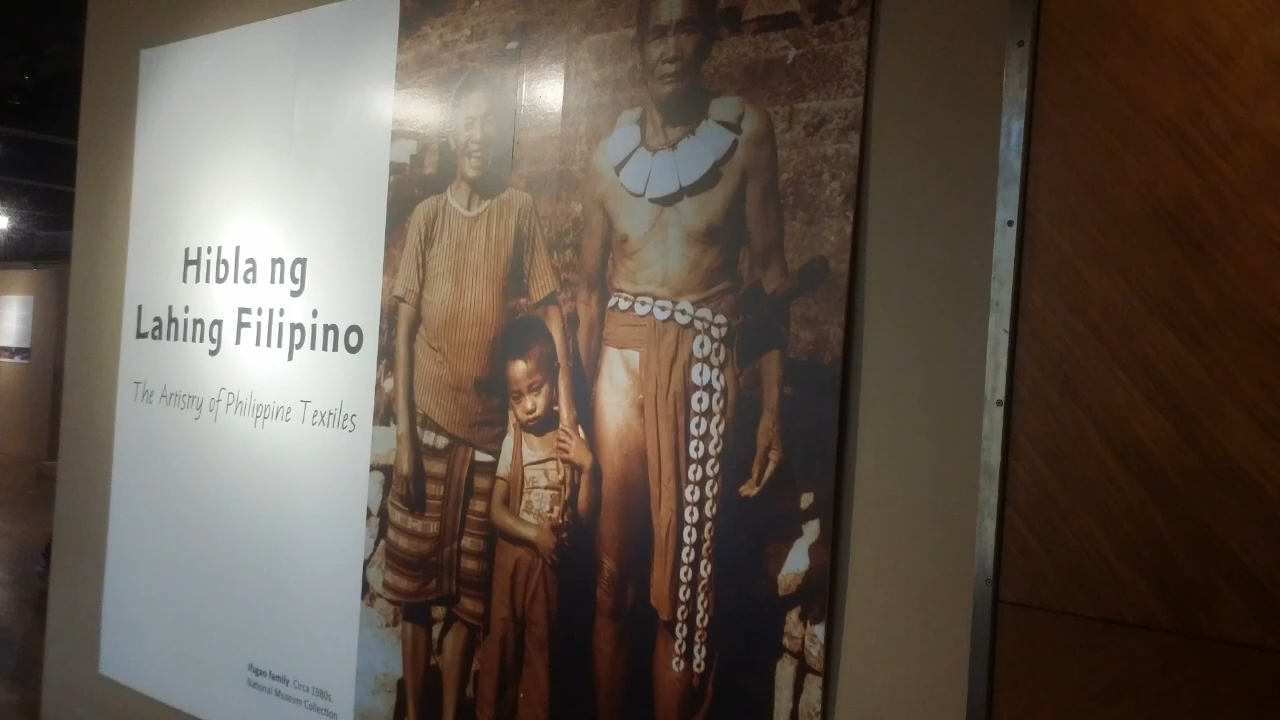 Hibla ng
Lahing Filipino
The Artistry of Philippine Textiles
Ifugao family. Circa 1980s.
National Museum Collection